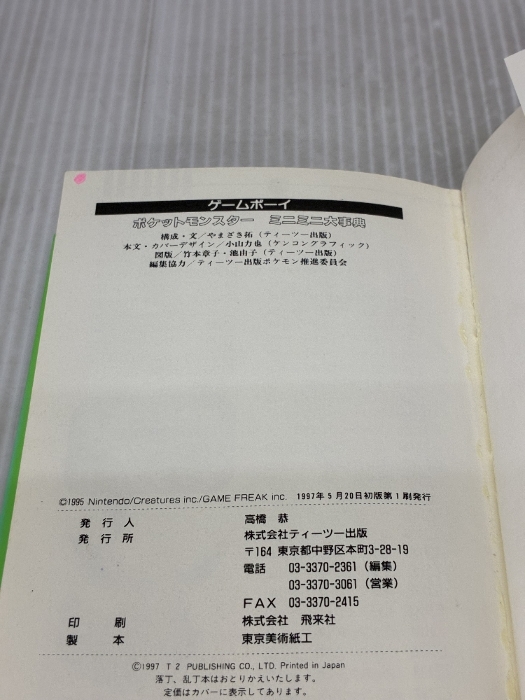 ゲームボーイ
ポケットモンスター ミニミニ大事典
構成・文/やまざき拓(ティーツー出版)
本文・カバーデザイン/小山力也(ケンコングラフィック)
図版/竹本章子・池由子(ティーツー出版)
編集協力/ティーツー出版ポケモン推進委員会
©1995 Nintendo/Creatures inc./GAME FREAK inc. 1997年5月20日初版第1刷発行
発行人 高橋 恭
発行所 株式会社ティーツー出版
〒164 東京都中野区本町3-28-19
電話 03-3370-2361(編集)
03-3370-3061(営業)
FAX 03-3370-2415
印刷 株式会社 飛来社
製本 東京美術紙工
©1997 T2 PUBLISHING CO., LTD. Printed in Japan
落丁、乱丁本はおとりかえいたします。
定価はカバーに表示してあります。